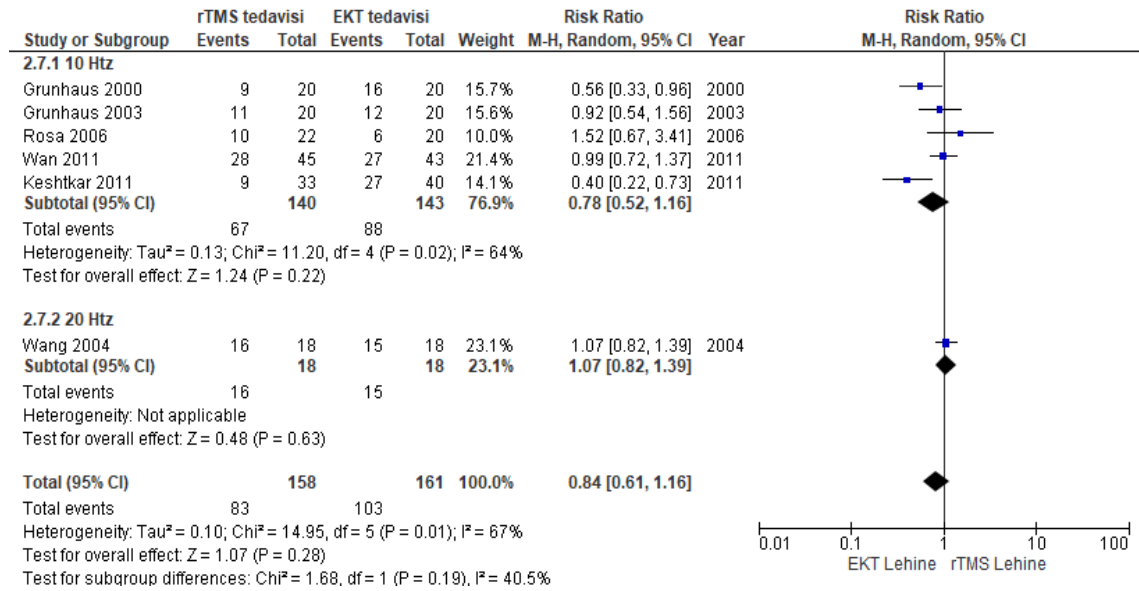 rTMS tedavisi EKT tedavisi Risk Ratio Risk Ratio
Study or Subgroup Events Total Events Total Weight M-H, Random, 95% CI Year M-H, Random, 95% CI
2.7.1 10 Htz
Grunhaus 2000 9 20 16 20 15.7% 0.56 [0.33, 0.96] 2000
Grunhaus 2003 11 20 12 20 15.6% 0.92 [0.54, 1.56] 2003
Rosa 2006 10 22 6 20 10.0% 1.52 [0.67, 3.41] 2006
Wan 2011 28 45 27 43 21.4% 0.99 [0.72, 1.37] 2011
Keshtkar 2011 9 33 27 40 14.1% 0.40 [0.22, 0.73] 2011
Subtotal (95% CI) 140 143 76.9% 0.78 [0.52, 1.16]
Total events 67 88
Heterogeneity: Tau² = 0.13; Chi² = 11.20, df = 4 (P = 0.02); I² = 64%
Test for overall effect: Z = 1.24 (P = 0.22)
2.7.2 20 Htz
Wang 2004 16 18 15 18 23.1% 1.07 [0.82, 1.39] 2004
Subtotal (95% CI) 18 18 23.1% 1.07 [0.82, 1.39]
Total events 16 15
Heterogeneity: Not applicable
Test for overall effect: Z = 0.48 (P = 0.63)
Total (95% CI) 158 161 100.0% 0.84 [0.61, 1.16]
Total events 83 103
Heterogeneity: Tau² = 0.10; Chi² = 14.95, df = 5 (P = 0.01); I² = 67%
Test for overall effect: Z = 1.07 (P = 0.28)
Test for subgroup differences: Chi² = 1.68, df = 1 (P = 0.19), I² = 40.5%
0.01 0.1 1 10 100
EKT Lehine rTMS Lehine